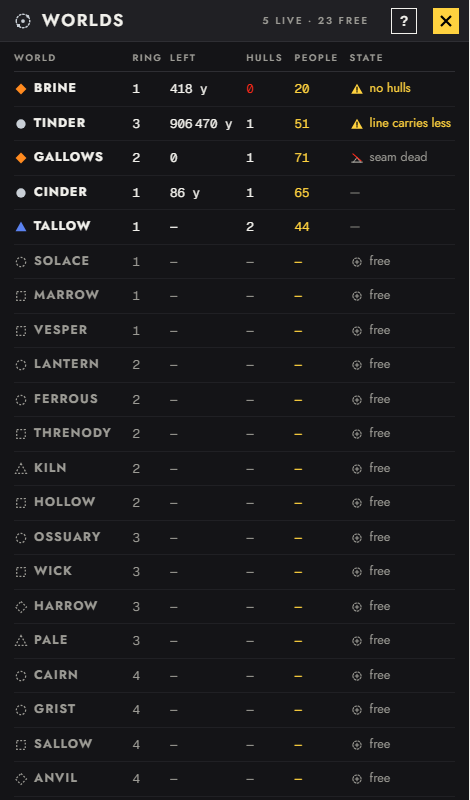 WORLDS 5 LIVE · 23 FREE ?
WORLD RING LEFT HULLS PEOPLE STATE
BRINE 1 418 y 0 20 no hulls
TINDER 3 906 470 y 1 51 line carries less
GALLOWS 2 0 1 71 seam dead
CINDER 1 86 y 1 65 —
TALLOW 1 — 2 44 —
SOLACE 1 — — — free
MARROW 1 — — — free
VESPER 1 — — — free
LANTERN 2 — — — free
FERROUS 2 — — — free
THRENODY 2 — — — free
KILN 2 — — — free
HOLLOW 2 — — — free
OSSUARY 3 — — — free
WICK 3 — — — free
HARROW 3 — — — free
PALE 3 — — — free
CAIRN 4 — — — free
GRIST 4 — — — free
SALLOW 4 — — — free
ANVIL 4 — — — free